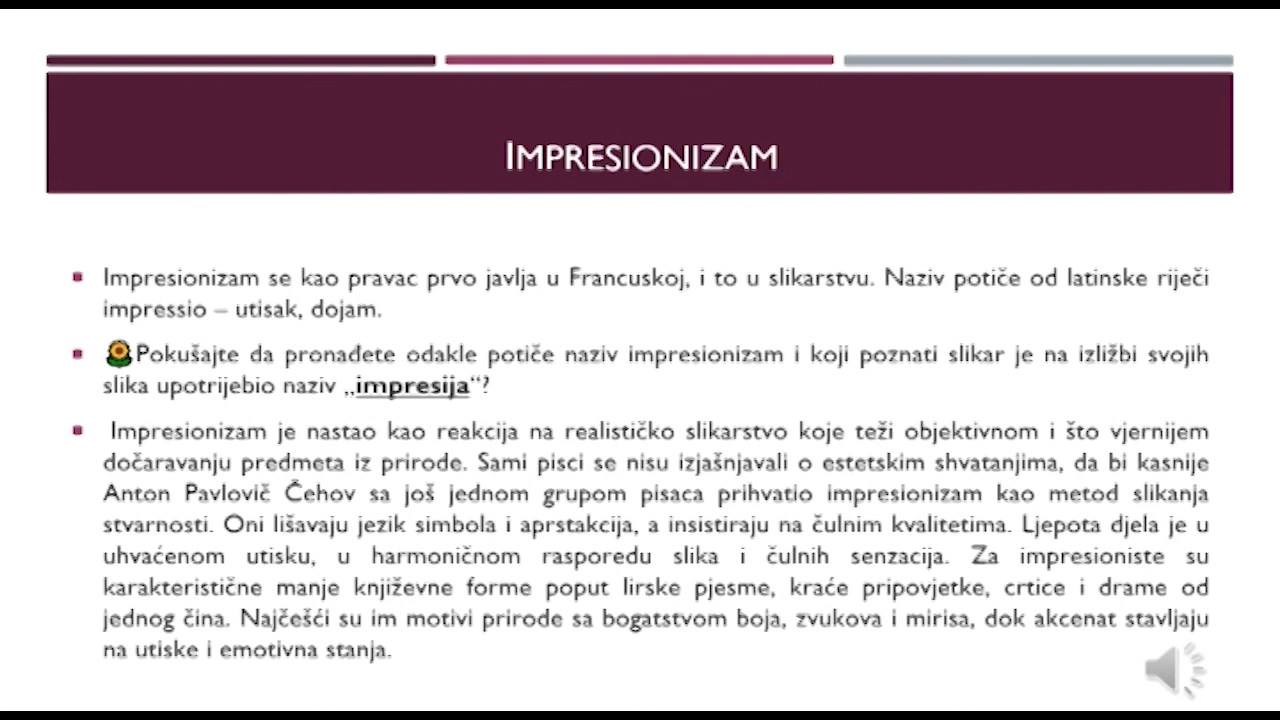 IMPRESIONIZAM
Impresionizam se kao pravac prvo javlja u Francuskoj, i to u slikarstvu. Naziv potiče od latinske riječi
impressio – utisak, dojam.
Pokušajte da pronađete odakle potiče naziv impresionizam i koji poznati slikar je na izližbi svojih
slika upotrijebio naziv „impresija“?
Impresionizam je nastao kao reakcija na realističko slikarstvo koje teži objektivnom i što vjernijem
dočaravanju predmeta iz prirode. Sami pisci se nisu izjašnjavali o estetskim shvatanjima, da bi kasnije
Anton Pavlovič Čehov sa još jednom grupom pisaca prihvatio impresionizam kao metod slikanja
stvarnosti. Oni lišavaju jezik simbola i aprstakcija, a insistiraju na čulnim kvalitetima. Ljepota djela je u
uhvaćenom utisku, u harmoničnom rasporedu slika i čulnih senzacija. Za impresioniste su
karakteristične manje književne forme poput lirske pjesme, kraće pripovjetke, crtice i drame od
jednog čina. Najčešći su im motivi prirode sa bogatstvom boja, zvukova i mirisa, dok akcenat stavljaju
na utiske i emotivna stanja.